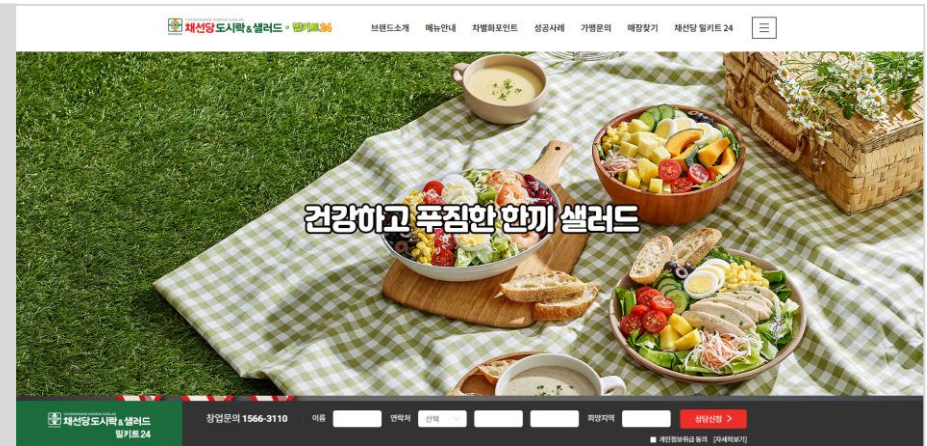 채선당 도시락&샐러드 · 밀키트24
브랜드소개 메뉴안내 차별화포인트 성공사례 가맹문의 매장찾기 채선당 밀키트 24
건강하고 푸짐한 한끼 샐러드
채선당 도시락&샐러드
밀키트 24
창업문의 1566-3110 이름 연락처 선택 희망지역 상담신청 >
개인정보취급 동의 [자세히보기]